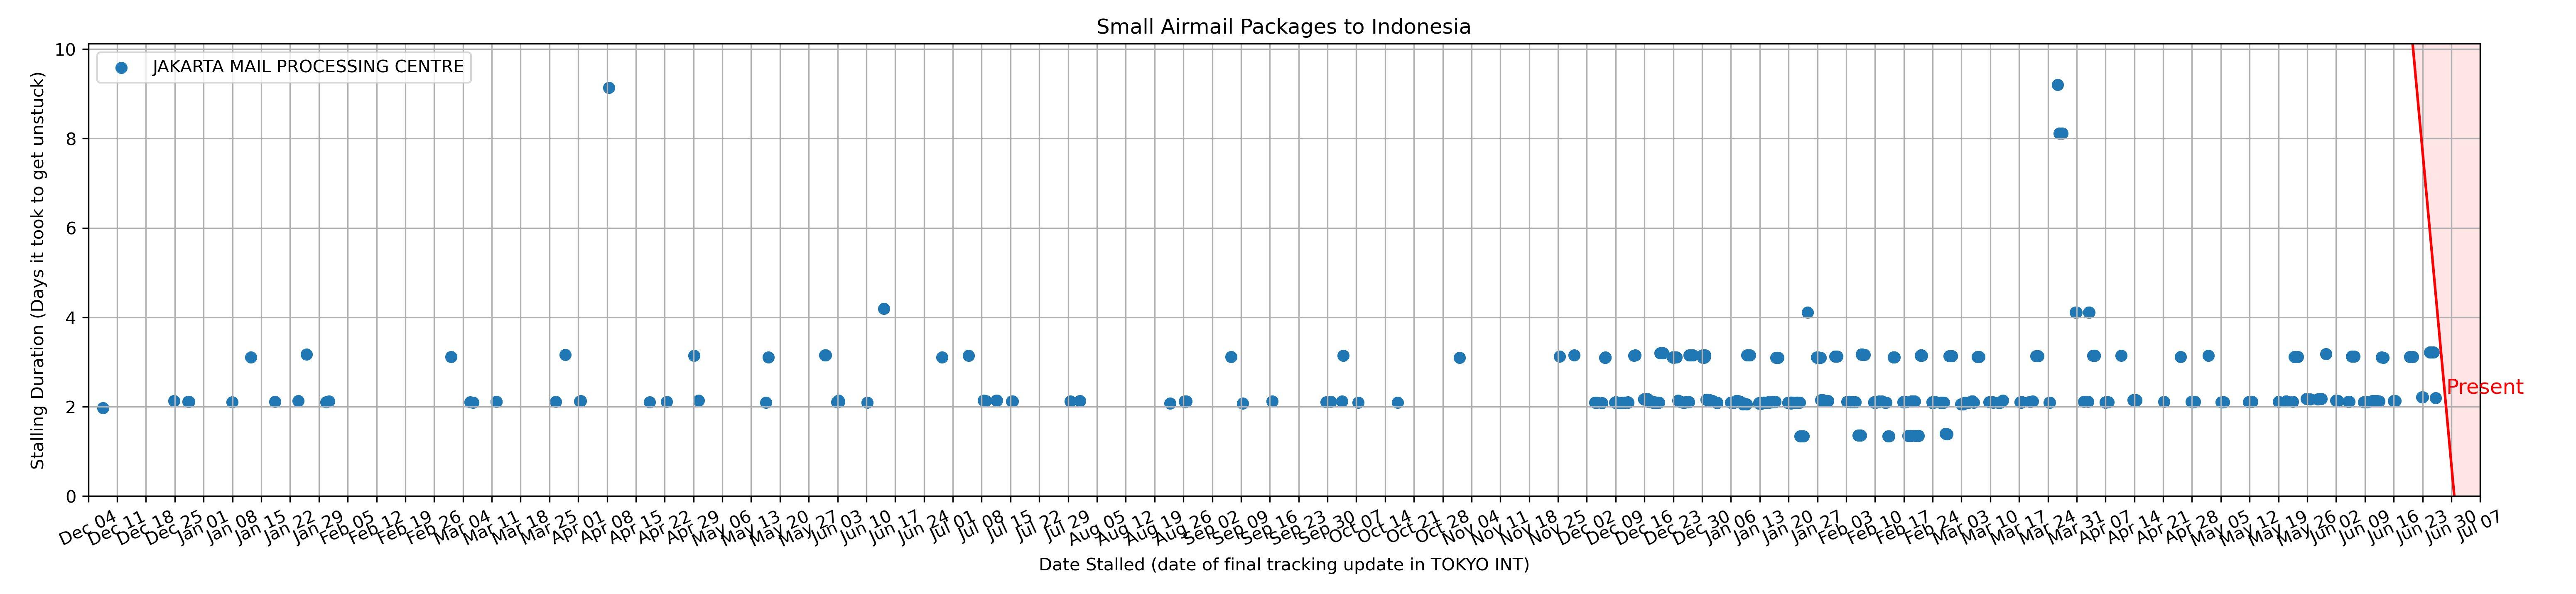 Small Airmail Packages to Indonesia
JAKARTA MAIL PROCESSING CENTRE
Stalling Duration (Days it took to get unstuck)
10
8
6
4
2
0
Present
Dec 04 Dec 11 Dec 18 Dec 25 Jan 01 Jan 08 Jan 15 Jan 22 Jan 29 Feb 05 Feb 12 Feb 19 Feb 26 Mar 04 Mar 11 Mar 18 Mar 25 Apr 01 Apr 08 Apr 15 Apr 22 Apr 29 May 06 May 13 May 20 May 27 Jun 03 Jun 10 Jun 17 Jun 24 Jul 01 Jul 08 Jul 15 Jul 22 Jul 29 Aug 05 Aug 12 Aug 19 Aug 26 Sep 02 Sep 09 Sep 16 Sep 23 Sep 30 Oct 07 Oct 14 Oct 21 Oct 28 Nov 04 Nov 11 Nov 18 Nov 25 Dec 02 Dec 09 Dec 16 Dec 23 Dec 30 Jan 06 Jan 13 Jan 20 Jan 27 Feb 03 Feb 10 Feb 17 Feb 24 Mar 03 Mar 10 Mar 17 Mar 24 Mar 31 Apr 07 Apr 14 Apr 21 Apr 28 May 05 May 12 May 19 May 26 Jun 02 Jun 09 Jun 16 Jun 23 Jun 30 Jul 07
Date Stalled (date of final tracking update in TOKYO INT)